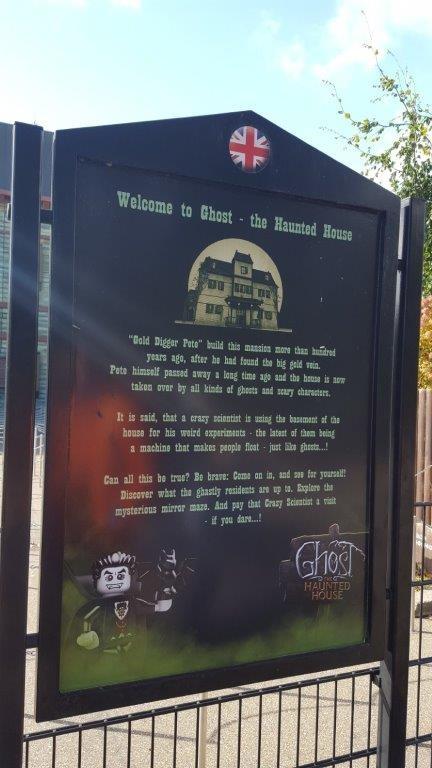 Welcome to Ghost - the Haunted House
"Gold Digger Pete" build this mansion more than hundred
years ago, after he had found the big gold vein.
Pete himself passed away a long time ago and the house is now
taken over by all kinds of ghosts and scary characters.
It is said, that a crazy scientist is using the basement of the
house for his weird experiments - the latest of them being
a machine that makes people float - just like ghosts...!
Can all this be true? Be brave: Come on in, and see for yourself!
Discover what the ghastly residents are up to. Explore the
mysterious mirror maze. And pay that Crazy Scientist a visit
- if you dare...!
GHOST
THE
HAUNTED
HOUSE